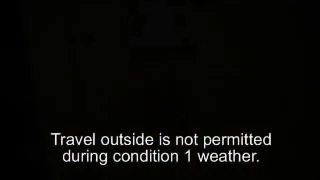 Travel outside is not permitted
during condition 1 weather.